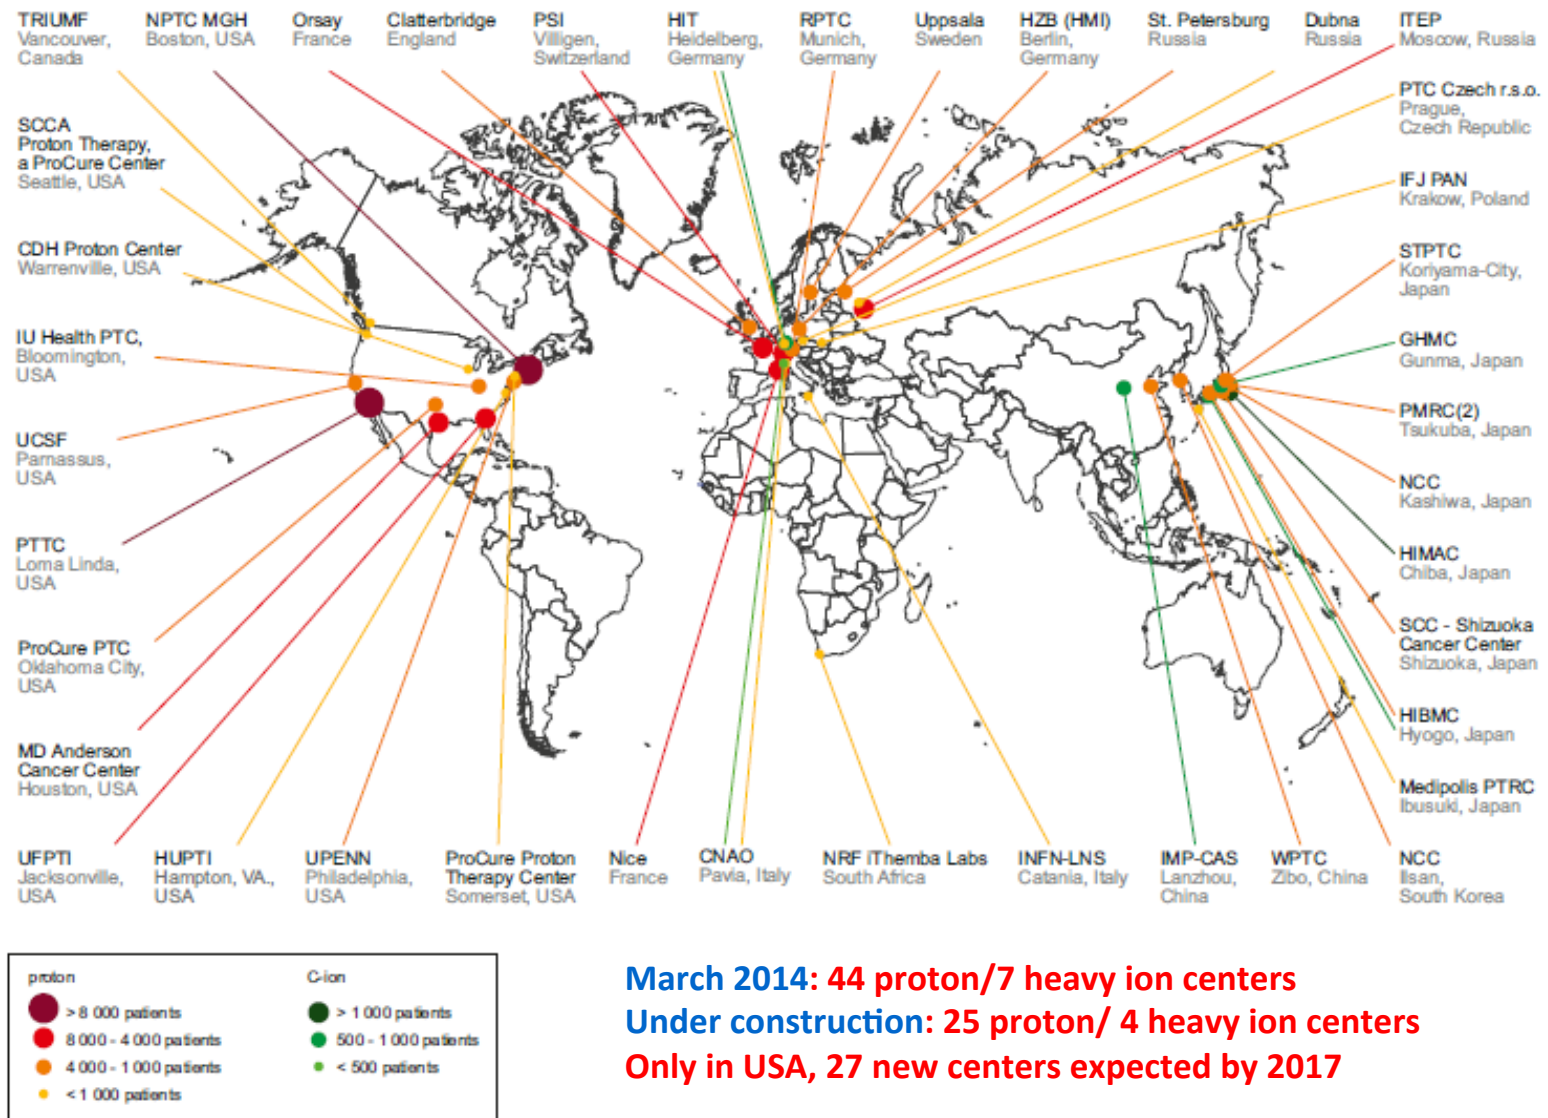 TRIUMF
Vancouver,
Canada
NPTC MGH
Boston, USA
Orsay
France
Clatterbridge
England
PSI
Villigen,
Switzerland
HIT
Heidelberg,
Germany
RPTC
Munich,
Germany
Uppsala
Sweden
HZB (HMI)
Berlin,
Germany
St. Petersburg
Russia
Dubna
Russia
ITEP
Moscow, Russia
SCCA
Proton Therapy,
a ProCure Center
Seattle, USA
CDH Proton Center
Warrenville, USA
IU Health PTC,
Bloomington,
USA
UCSF
Parnassus,
USA
PTTC
Loma Linda,
USA
ProCure PTC
Oklahoma City,
USA
MD Anderson
Cancer Center
Houston, USA
PTC Czech r.s.o.
Prague,
Czech Republic
IFJ PAN
Krakow, Poland
STPTC
Koriyama-City,
Japan
GHMC
Gunma, Japan
PMRC(2)
Tsukuba, Japan
NCC
Kashiwa, Japan
HIMAC
Chiba, Japan
SCC - Shizuoka
Cancer Center
Shizuoka, Japan
HIBMC
Hyogo, Japan
Medipolis PTRC
Ibusuki, Japan
UFPTI
Jacksonville,
USA
HUPTI
Hampton, VA.,
USA
UPENN
Philadelphia,
USA
ProCure Proton
Therapy Center
Somerset, USA
Nice
France
CNAO
Pavia, Italy
NRF iThemba Labs
South Africa
INFN-LNS
Catania, Italy
IMP-CAS
Lanzhou,
China
WPTC
Zibo, China
NCC
Ilsan,
South Korea
proton
> 8 000 patients
8 000 - 4 000 patients
4 000 - 1 000 patients
< 1 000 patients
C-ion
> 1 000 patients
500 - 1 000 patients
< 500 patients
March 2014: 44 proton/7 heavy ion centers
Under construction: 25 proton/ 4 heavy ion centers
Only in USA, 27 new centers expected by 2017